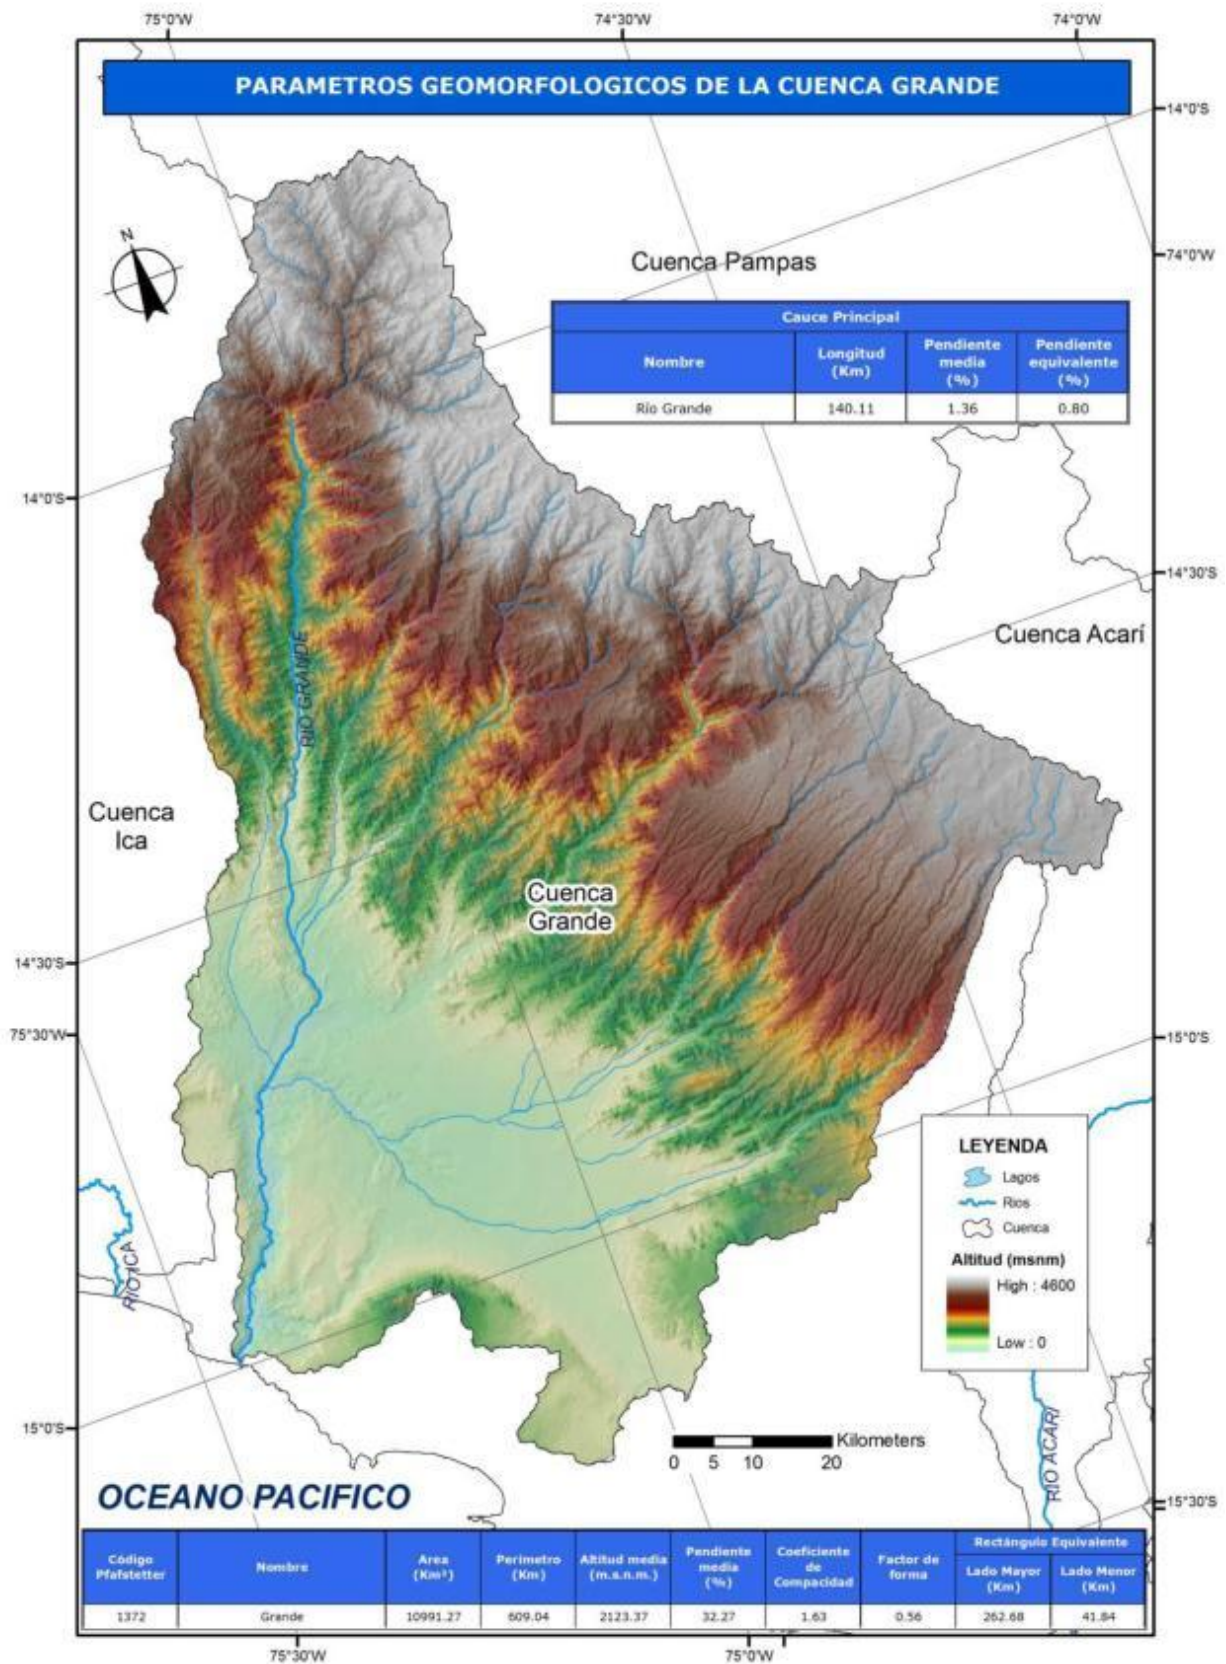 75°0'W
74°30'W
74°0'W
PARAMETROS GEOMORFOLOGICOS DE LA CUENCA GRANDE
14°0'S
N
Cuenca Pampas
74°0'W
Cauce Principal
Nombre
Longitud
(Km)
Pendiente
media
(%)
Pendiente
equivalente
(%)
Río Grande
140.11
1.36
0.80
14°0'S
14°30'S
Cuenca Acarí
RIO GRANDE
Cuenca
Ica
Cuenca
Grande
14°30'S
75°30'W
15°0'S
LEYENDA
Lagos
Rios
Cuenca
Altitud (msnm)
High : 4600
Low : 0
RIO ICA
15°0'S
Kilometers
0 5 10 20
RIO ACARI
OCEANO PACIFICO
15°30'S
Código
Pfafstetter
Nombre
Area
(Km²)
Perimetro
(Km)
Altitud media
(m.s.n.m.)
Pendiente
media
(%)
Coeficiente
de
Compacidad
Factor de
forma
Rectángulo Equivalente
Lado Mayor
(Km)
Lado Menor
(Km)
1372
Grande
10991.27
609.04
2123.37
32.27
1.63
0.56
262.68
41.84
75°30'W
75°0'W